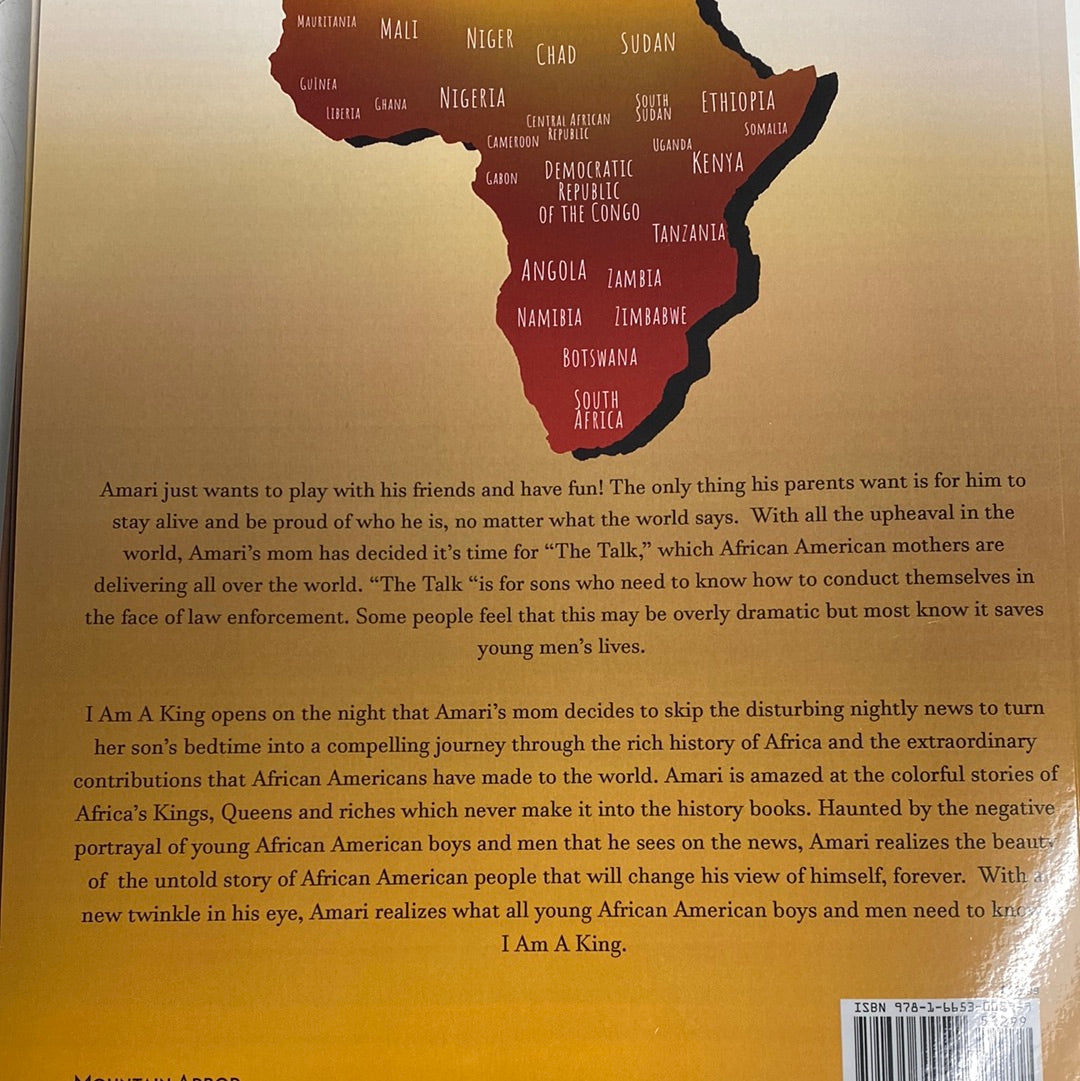 MAURITANIA MALI NIGER CHAD SUDAN
GUINEA LIBERIA GHANA NIGERIA
CENTRAL AFRICAN
REPUBLIC
SOUTH
SUDAN
ETHIOPIA
SOMALIA
CAMEROON
UGANDA
KENYA
GABON
DEMOCRATIC
REPUBLIC
OF THE CONGO
TANZANIA
ANGOLA ZAMBIA
NAMIBIA ZIMBABWE
BOTSWANA
SOUTH
AFRICA
Amari just wants to play with his friends and have fun! The only thing his parents want is for him to
stay alive and be proud of who he is, no matter what the world says. With all the upheaval in the
world, Amari's mom has decided it's time for “The Talk,” which African American mothers are
delivering all over the world. “The Talk “is for sons who need to know how to conduct themselves in
the face of law enforcement. Some people feel that this may be overly dramatic but most know it saves
young men's lives.
I Am A King opens on the night that Amari's mom decides to skip the disturbing nightly news to turn
her son's bedtime into a compelling journey through the rich history of Africa and the extraordinary
contributions that African Americans have made to the world. Amari is amazed at the colorful stories of
Africa's Kings, Queens and riches which never make it into the history books. Haunted by the negative
portrayal of young African American boys and men that he sees on the news, Amari realizes the beauty
of the untold story of African American people that will change his view of himself, forever. With a
new twinkle in his eye, Amari realizes what all young African American boys and men need to know
I Am A King.
ISBN 978-1-6653-
MOUNTAIN ARBOR